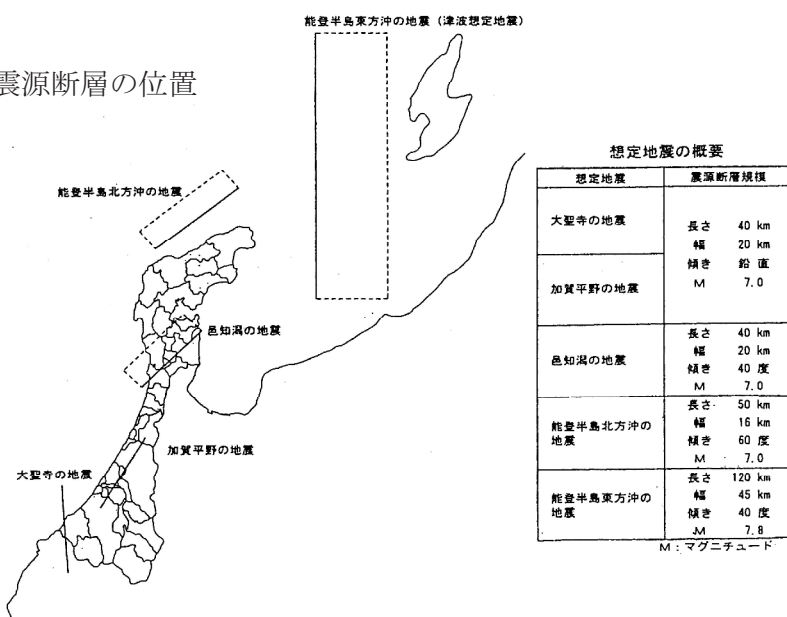 能登半島東方沖の地震（津波想定地震）
震源断層の位置
能登半島北方沖の地震
邑知潟の地震
加賀平野の地震
大聖寺の地震
想定地震の概要
想定地震 震源断層規模
大聖寺の地震
加賀平野の地震
長さ 40 km
幅 20 km
傾き 鉛直
M 7.0
邑知潟の地震
長さ 40 km
幅 20 km
傾き 40 度
M 7.0
能登半島北方沖の
地震
長さ 50 km
幅 16 km
傾き 60 度
M 7.0
能登半島東方沖の
地震
長さ 120 km
幅 45 km
傾き 40 度
M 7.8
M：マグニチュード